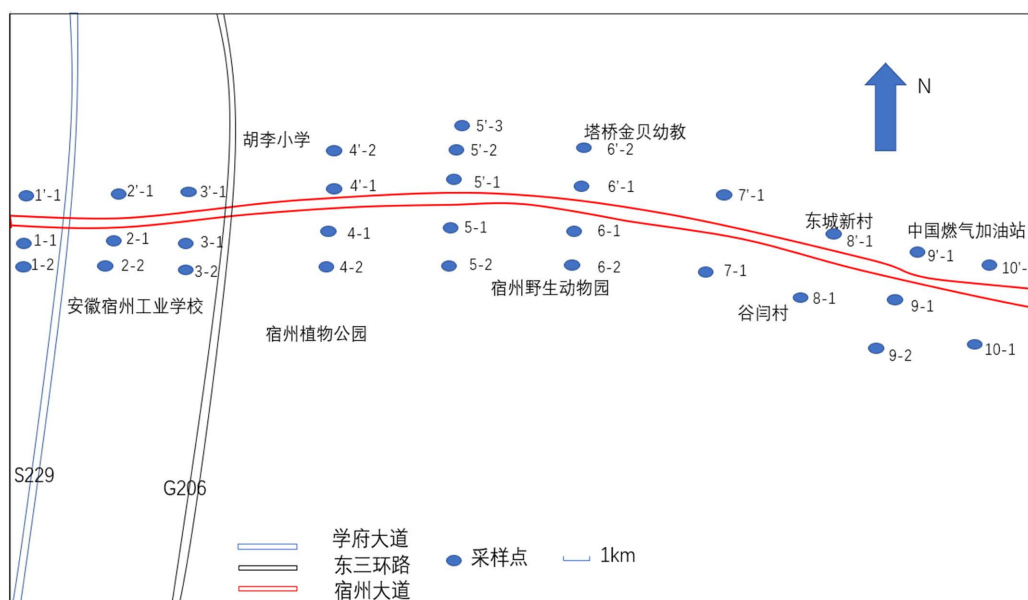 N
胡李小学
塔桥金贝幼教
5'-3
4'-2
5'-2
6'-2
1'-1
2'-1
3'-1
4'-1
5'-1
6'-1
7'-1
东城新村
中国燃气加油站
1-1
2-1
3-1
4-1
5-1
6-1
8'-1
9'-1
1-2
2-2
3-2
4-2
5-2
6-2
7-1
10'-
安徽宿州工业学校
宿州野生动物园
8-1
9-1
宿州植物公园
谷闫村
9-2
10-1
S229
G206
学府大道
东三环路
宿州大道
采样点
1km